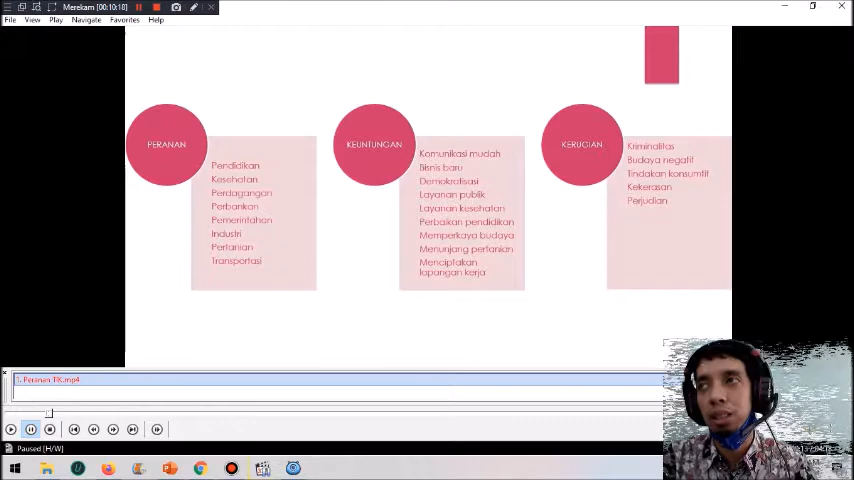 Merekam [00:10:18]
File View Play Navigate Favorites Help
PERANAN
Pendidikan
Kesehatan
Perdagangan
Perbankan
Pemerintahan
Industri
Pertanian
Transportasi
KEUNTUNGAN
Komunikasi mudah
Bisnis baru
Demokratisasi
Layanan publik
Layanan kesehatan
Perbaikan pendidikan
Memperkaya budaya
Menunjang pertanian
Menciptakan
lapangan kerja
KERUGIAN
Kriminalitas
Budaya negatif
Tindakan konsumtif
Kekerasan
Perjudian
1. Peranan TIK.mp4
Paused [H/W]